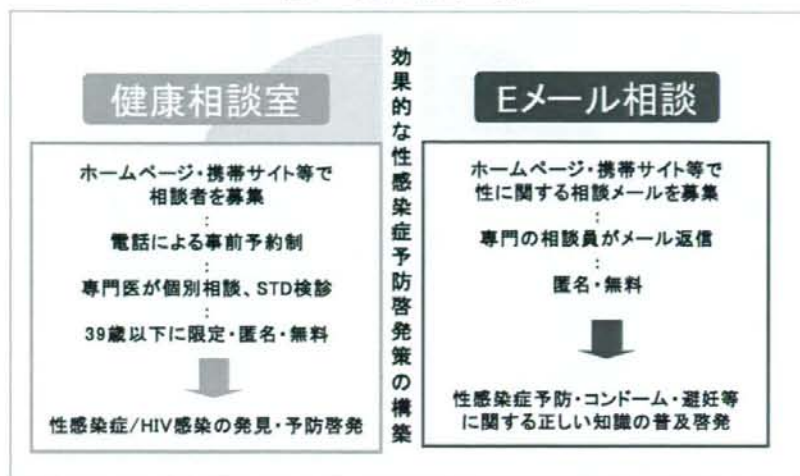 健康相談室
ホームページ・携帯サイト等で
相談者を募集
:
電話による事前予約制
:
専門医が個別相談、STD検診
:
39歳以下に限定・匿名・無料
性感染症/HIV感染の発見・予防啓発
効果的な性感染症予防啓発策の構築
Eメール相談
ホームページ・携帯サイト等で
性に関する相談メールを募集
:
専門の相談員がメール返信
:
匿名・無料
性感染症予防・コンドーム・避妊等
に関する正しい知識の普及啓発